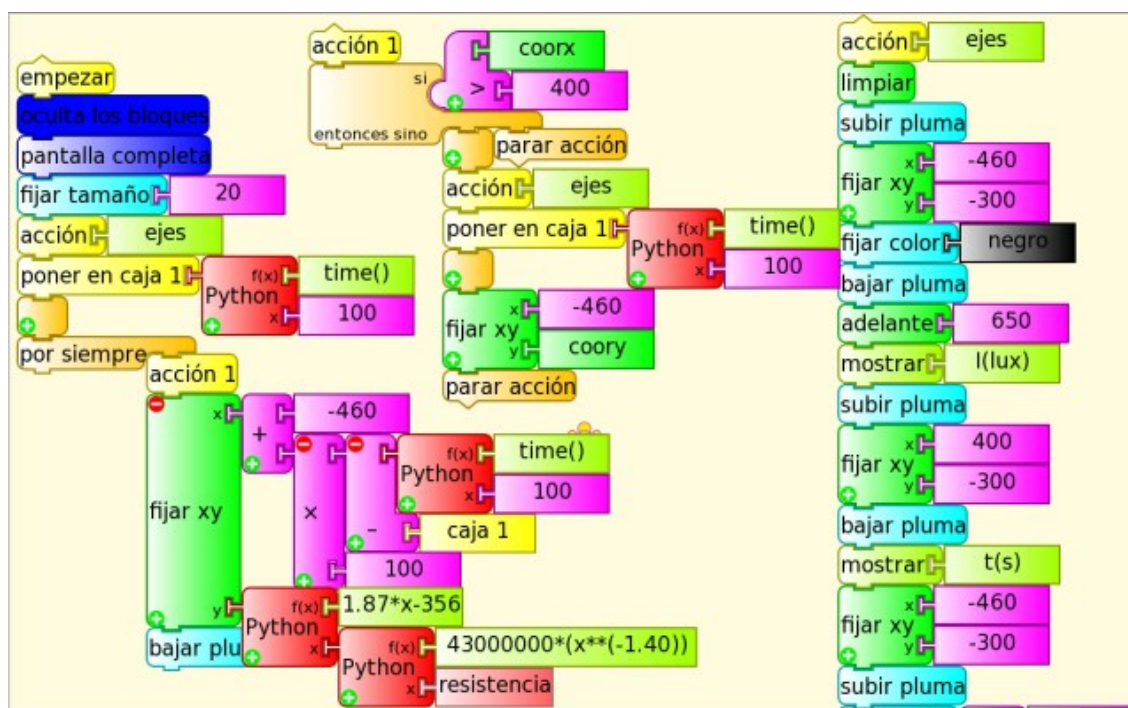 empezar
oculta los bloques
pantalla completa
fijar tamaño 20
acción ejes
poner en caja 1 Python f(x) time()
x 100
por siempre
acción 1
fijar xy x + -460
× - Python f(x) time()
x 100
caja 1
100
y Python f(x) 1.87*x-356
x Python f(x) 43000000*(x**(-1.40))
x resistencia
bajar plu
acción 1
si coorx
> 400
entonces sino
parar acción
acción ejes
poner en caja 1 Python f(x) time()
x 100
fijar xy x -460
y coory
parar acción
acción ejes
limpiar
subir pluma
fijar xy x -460
y -300
fijar color negro
bajar pluma
adelante 650
mostrar I(lux)
subir pluma
fijar xy x 400
y -300
bajar pluma
mostrar t(s)
fijar xy x -460
y -300
subir pluma